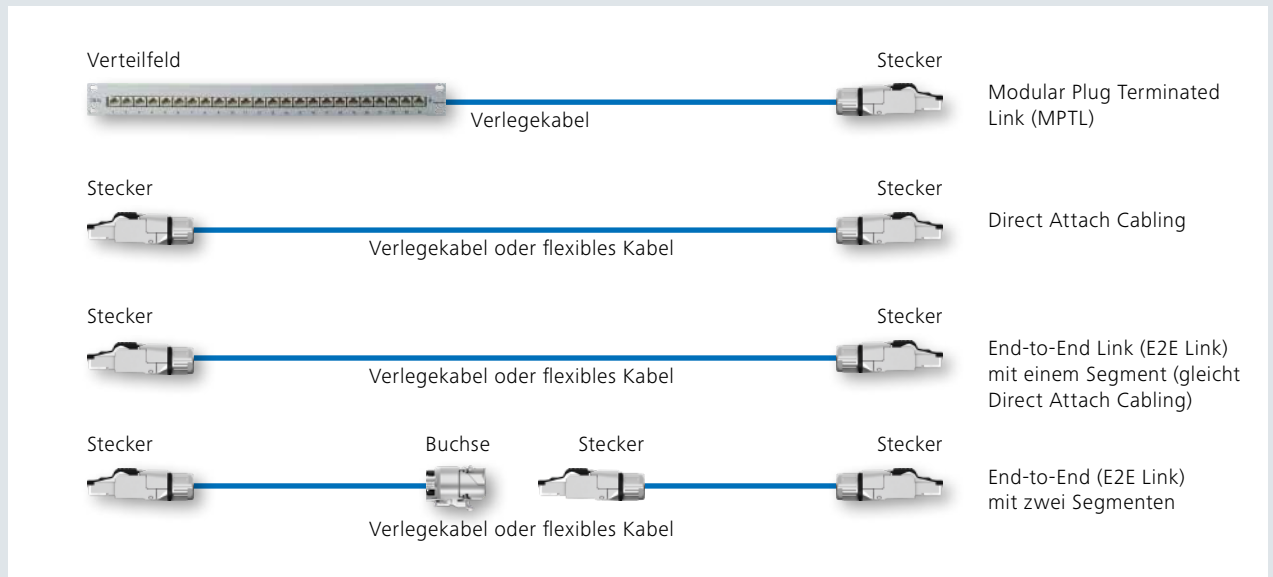 Verteilfeld
Stecker
Verlegekabel
Modular Plug Terminated
Link (MPTL)
Stecker
Stecker
Verlegekabel oder flexibles Kabel
Direct Attach Cabling
Stecker
Stecker
Verlegekabel oder flexibles Kabel
End-to-End Link (E2E Link)
mit einem Segment (gleicht
Direct Attach Cabling)
Stecker
Buchse
Stecker
Stecker
Verlegekabel oder flexibles Kabel
End-to-End (E2E Link)
mit zwei Segmenten